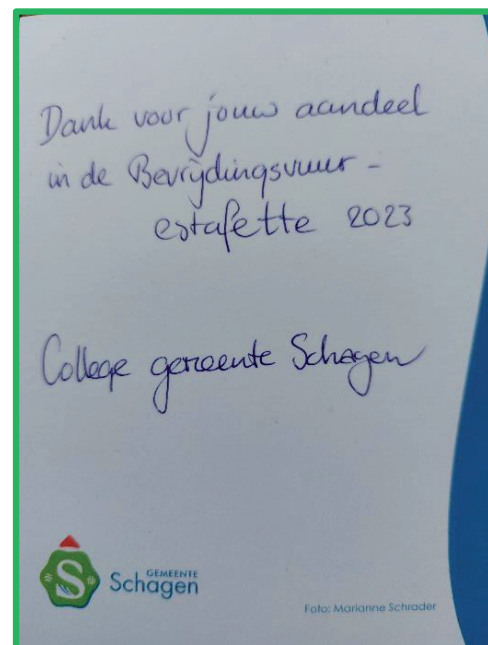 Dank voor jouw aandeel
in de Bevrijdingsvuur -
estafette 2023
College gemeente Schagen
S
GEMEENTE
Schagen
Foto: Marianne Schrader